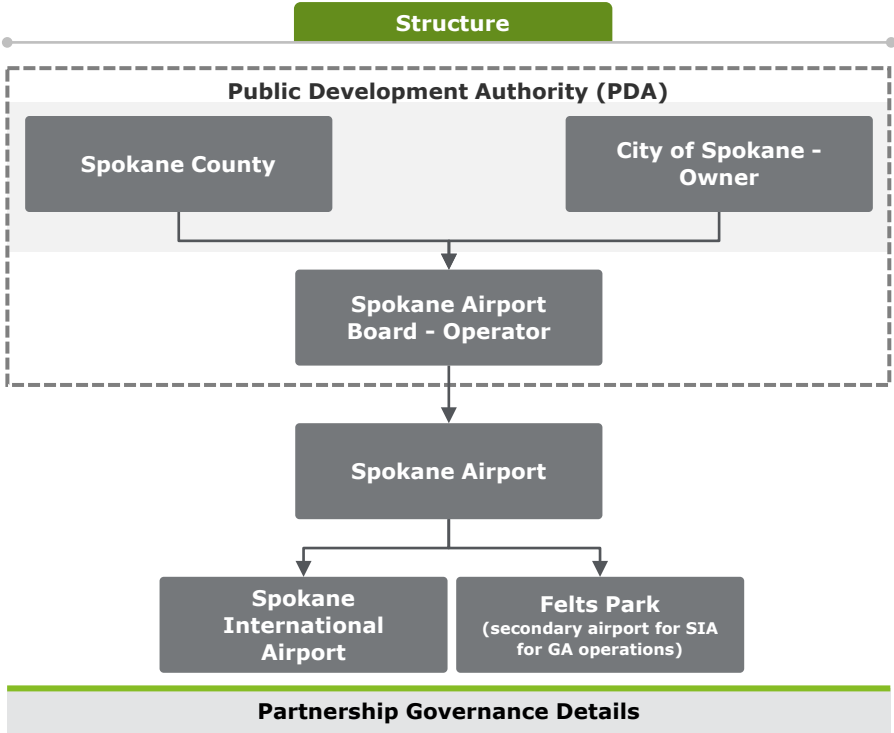 Structure
Public Development Authority (PDA)
Spokane County
City of Spokane -
Owner
Spokane Airport
Board - Operator
Spokane Airport
Spokane
International
Airport
Felts Park
(secondary airport for SIA
for GA operations)
Partnership Governance Details